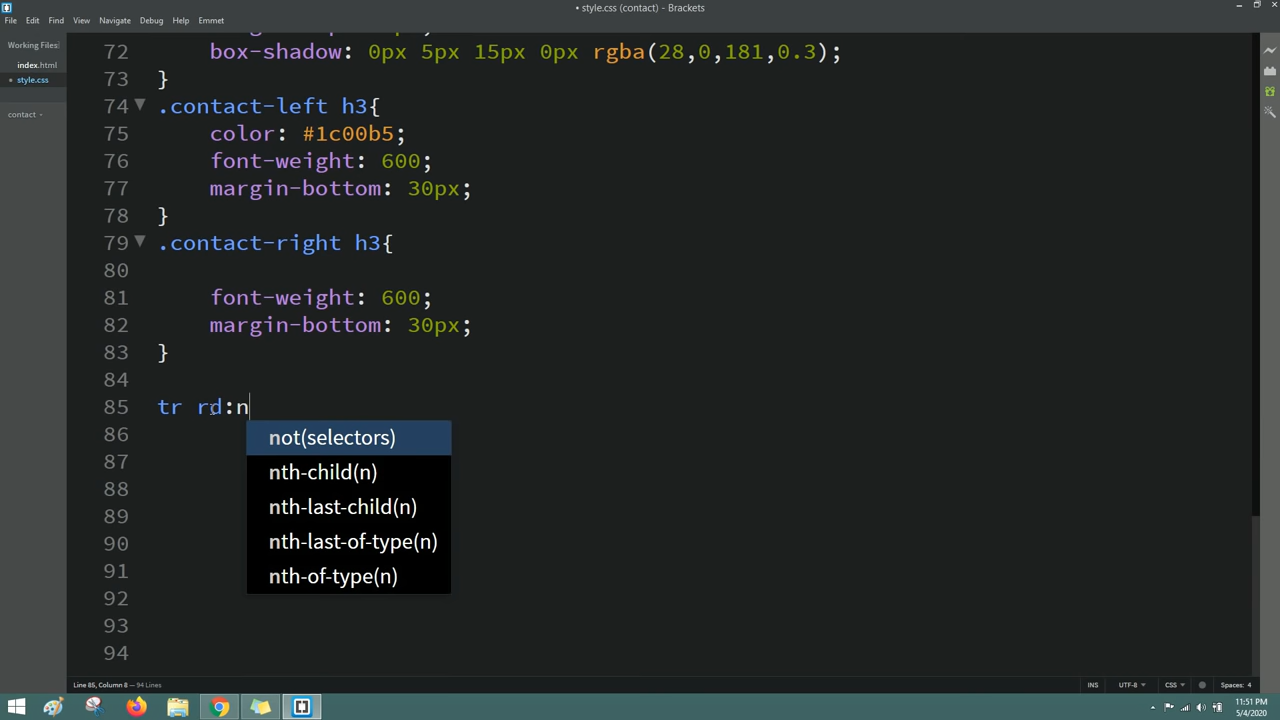 • style.css (contact) - Brackets
File Edit Find View Navigate Debug Help Emmet
Working Files
index.html
• style.css
contact
72 box-shadow: 0px 5px 15px 0px rgba(28,0,181,0.3);
73 }
74 .contact-left h3{
75 color: #1c00b5;
76 font-weight: 600;
77 margin-bottom: 30px;
78 }
79 .contact-right h3{
80
81 font-weight: 600;
82 margin-bottom: 30px;
83 }
84
85 tr rd:n
86 not(selectors)
87 nth-child(n)
88 nth-last-child(n)
89 nth-last-of-type(n)
90 nth-of-type(n)
91
92
93
94
Line 85, Column 8 — 94 Lines
INS UTF-8 CSS Spaces: 4
11:51 PM
5/4/2020